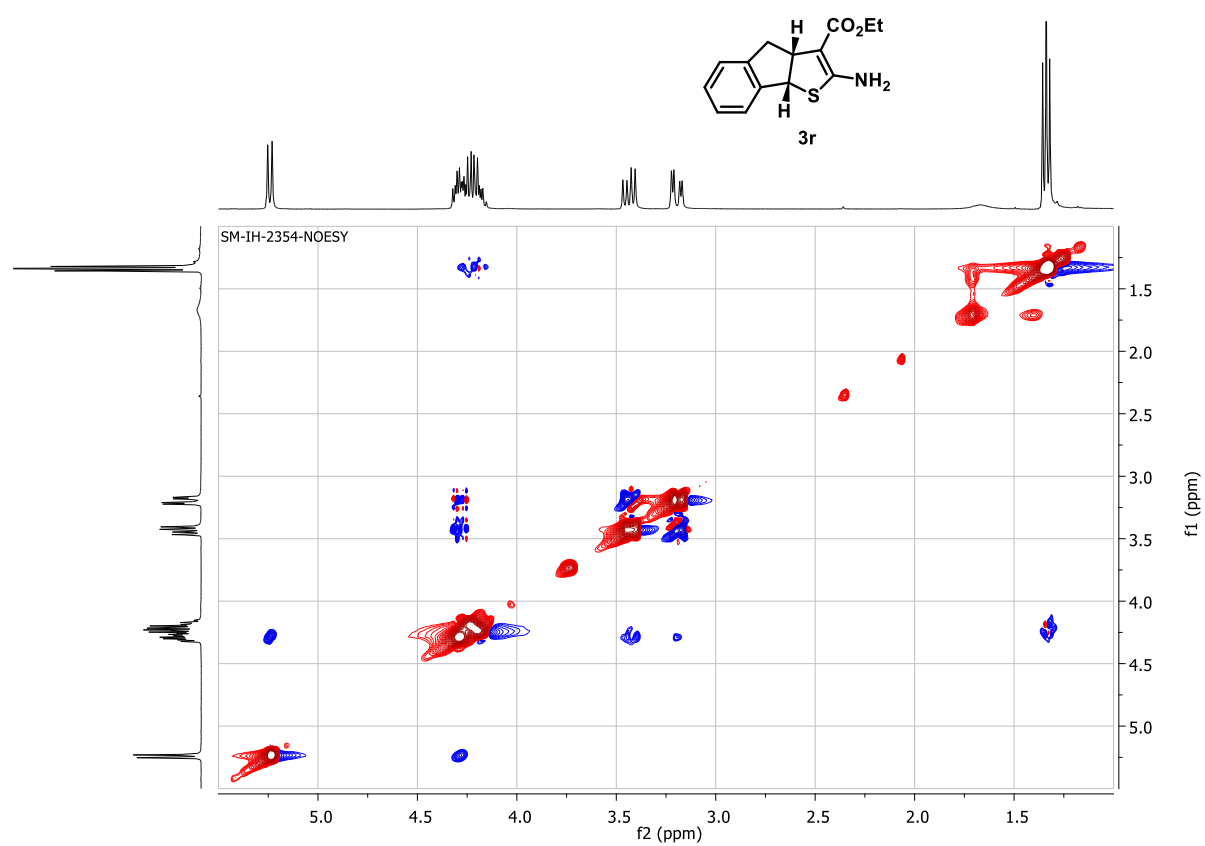 H
CO₂Et
NH₂
S
H
3r
SM-IH-2354-NOESY
1.5
2.0
2.5
3.0
3.5
4.0
4.5
5.0
f1 (ppm)
5.0 4.5 4.0 3.5 3.0 2.5 2.0 1.5
f2 (ppm)